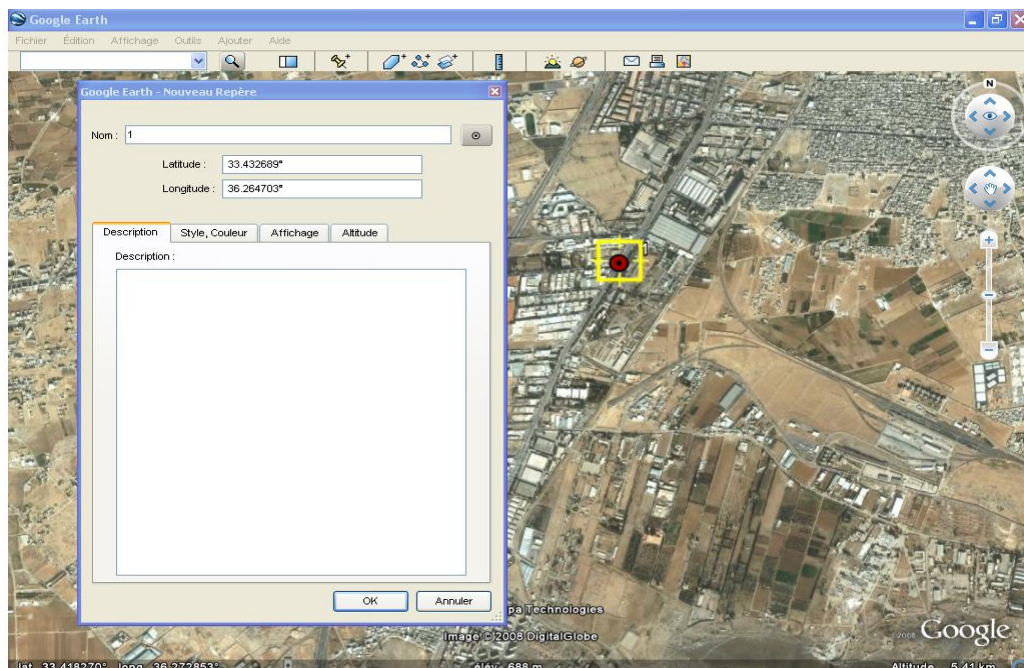 Google Earth
Fichier Édition Affichage Outils Ajouter Aide
Google Earth - Nouveau Repère
N
Nom : 1
Latitude : 33.432689°
Longitude : 36.264703°
Description Style, Couleur Affichage Altitude
Description :
OK Annuler
pa Technologies
Image © 2008 DigitalGlobe
2008 Google
lat 33.418270° long 36.272853° élév 688 m Altitude 5.41 km